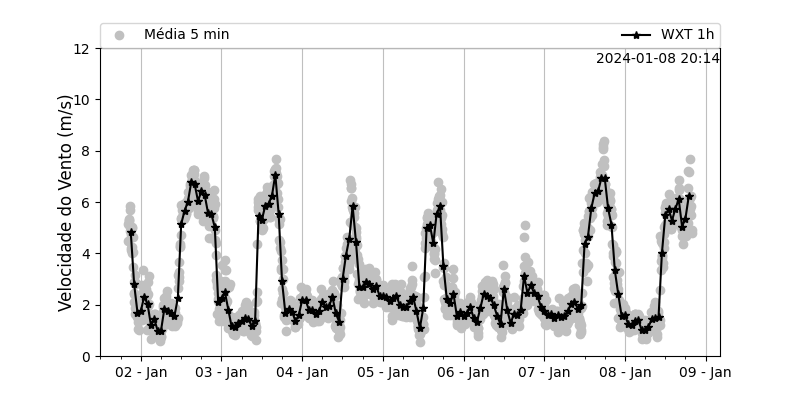 Média 5 min
WXT 1h
2024-01-08 20:14
Velocidade do Vento (m/s)
12
10
8
6
4
2
0
02 - Jan 03 - Jan 04 - Jan 05 - Jan 06 - Jan 07 - Jan 08 - Jan 09 - Jan